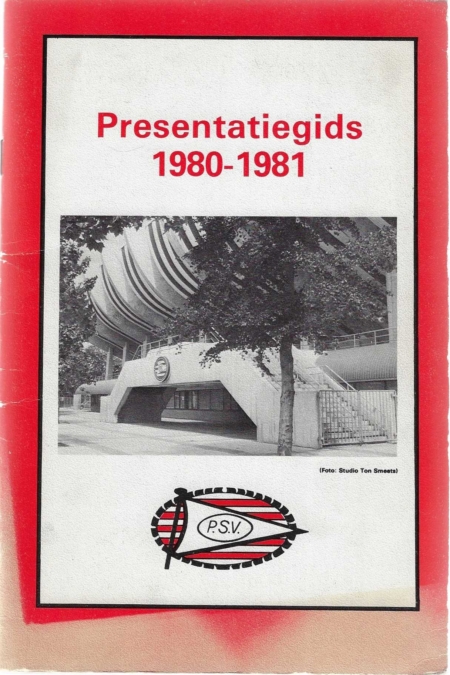 Presentatiegids
1980-1981
(Foto: Studio Ton Smeets)
P.S.V.